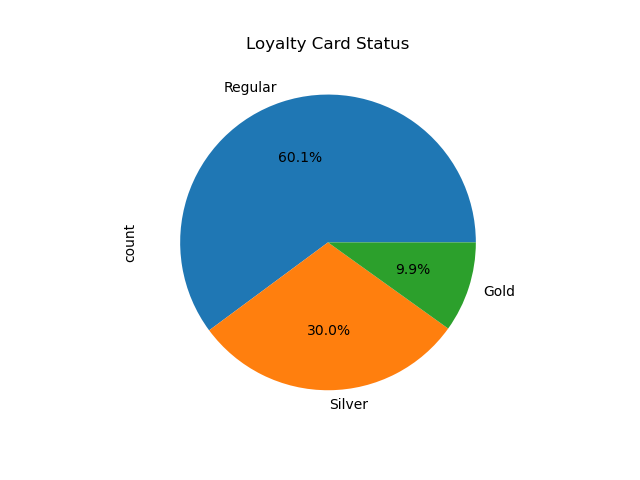 Loyalty Card Status
Regular
60.1%
count
9.9%
Gold
30.0%
Silver